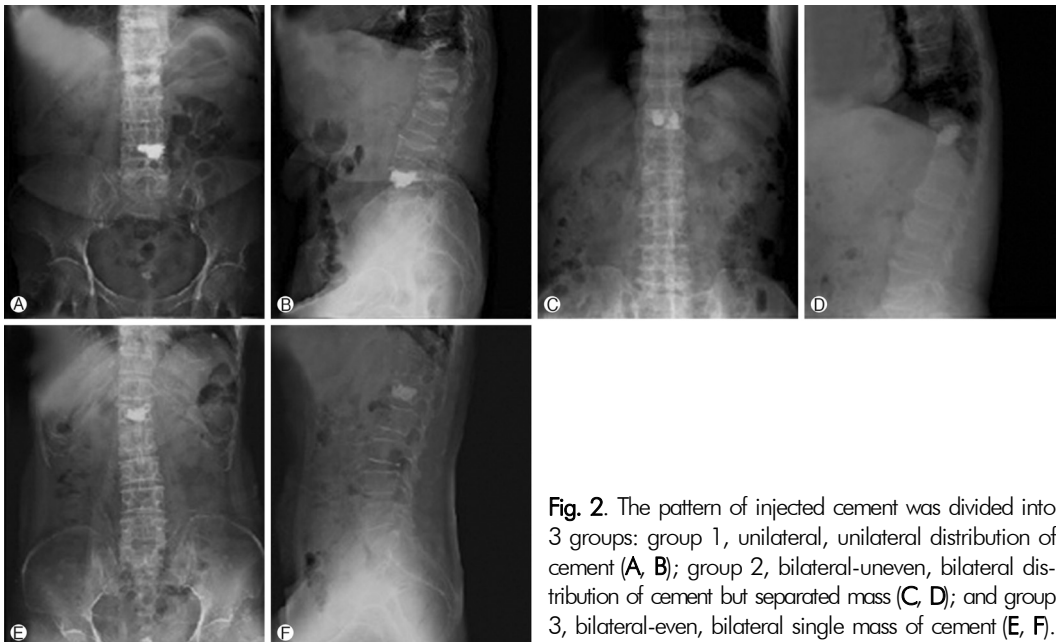 A
B
C
D
E
F
Fig. 2. The pattern of injected cement was divided into
3 groups: group 1, unilateral, unilateral distribution of
cement (A, B); group 2, bilateral-uneven, bilateral dis-
tribution of cement but separated mass (C, D); and group
3, bilateral-even, bilateral single mass of cement (E, F).